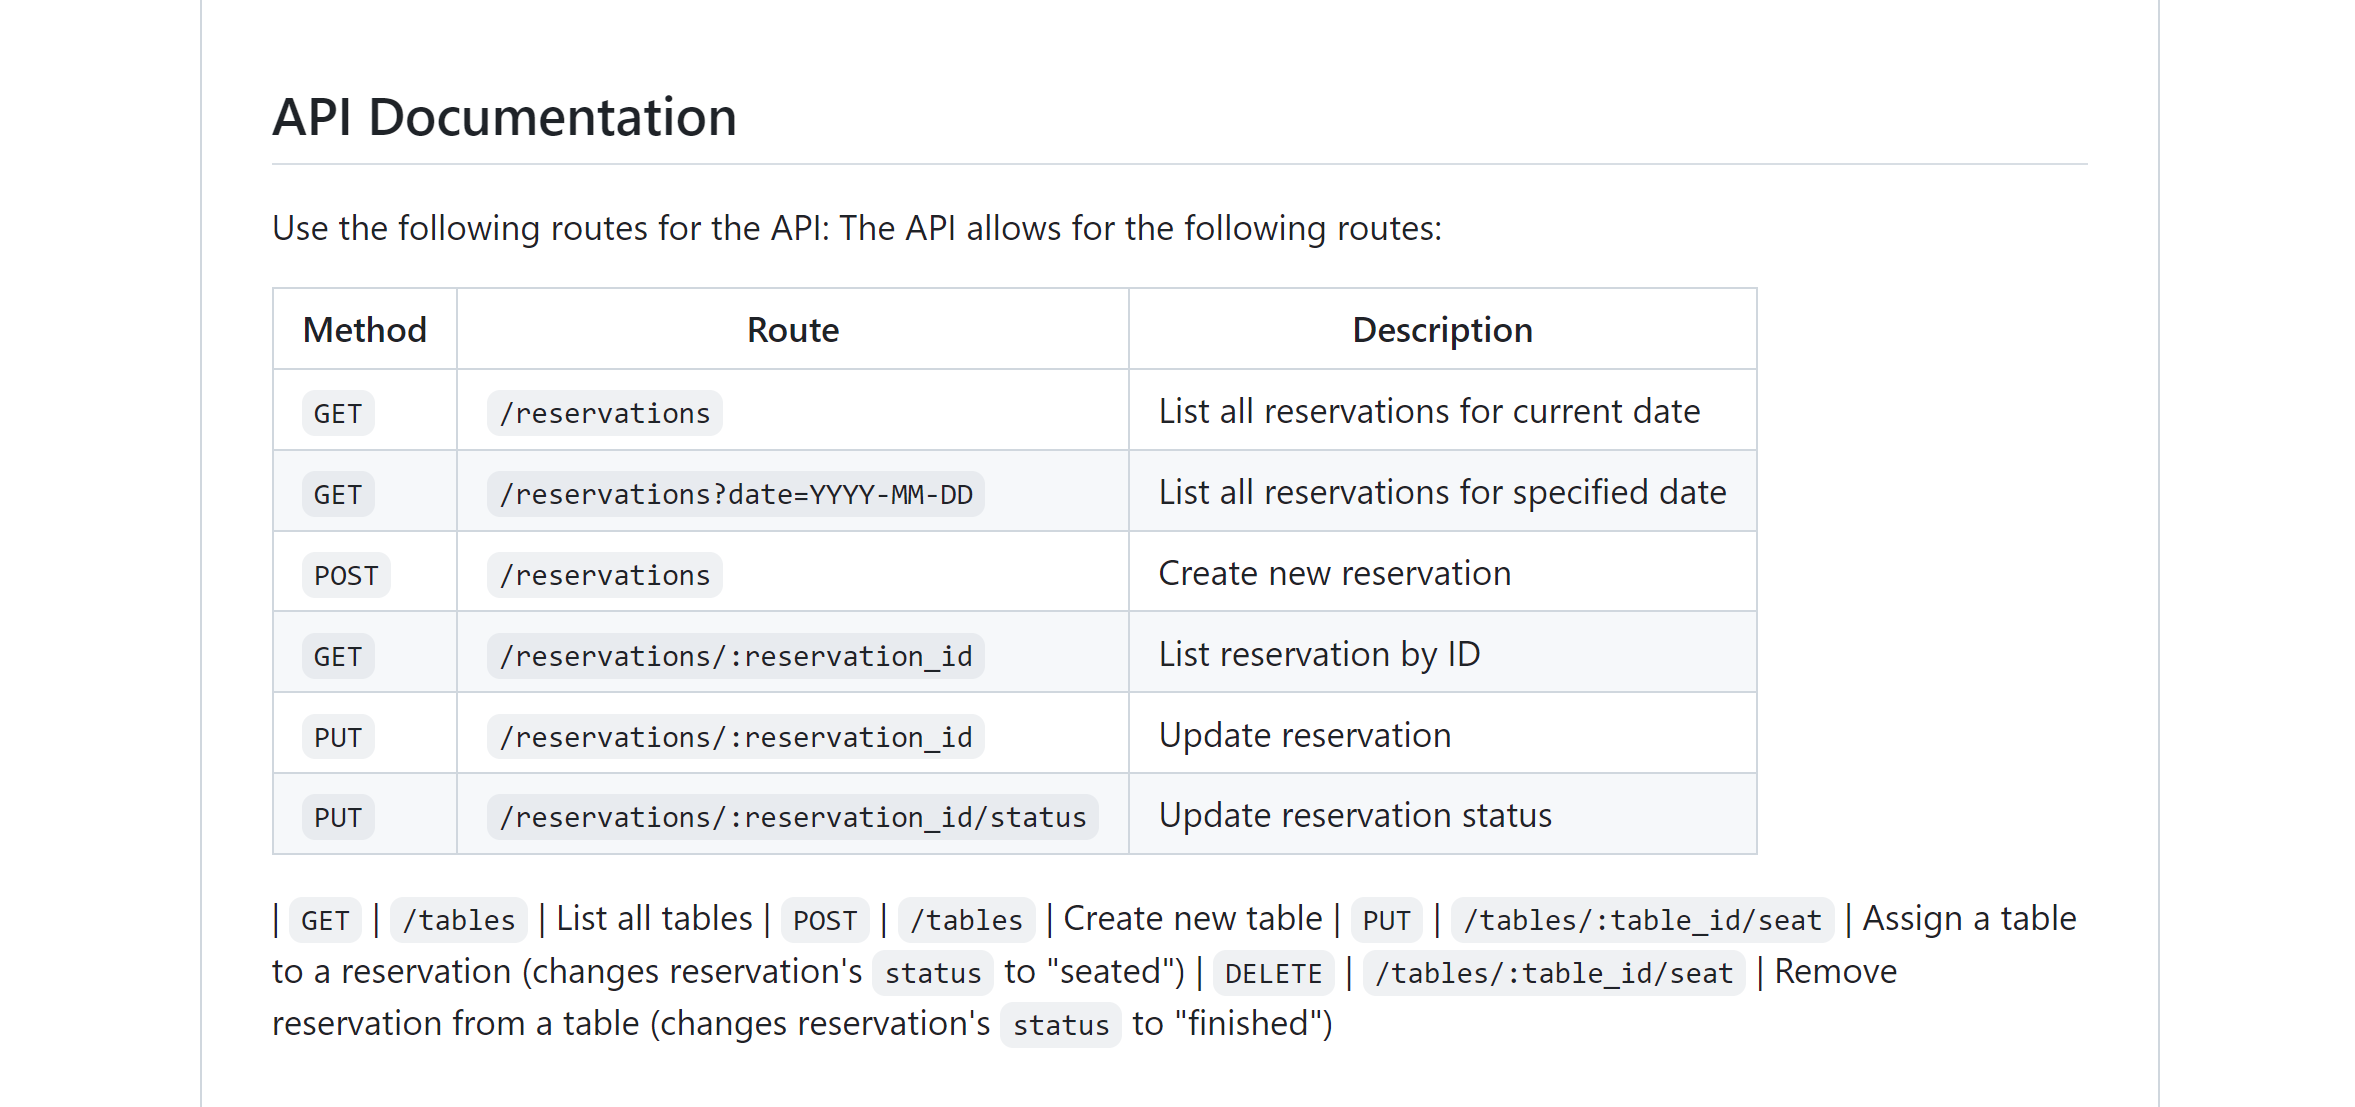 API Documentation
Use the following routes for the API: The API allows for the following routes:
Method Route Description
GET /reservations List all reservations for current date
GET /reservations?date=YYYY-MM-DD List all reservations for specified date
POST /reservations Create new reservation
GET /reservations/:reservation_id List reservation by ID
PUT /reservations/:reservation_id Update reservation
PUT /reservations/:reservation_id/status Update reservation status
| GET | /tables | List all tables | POST | /tables | Create new table | PUT | /tables/:table_id/seat | Assign a table
to a reservation (changes reservation's status to "seated") | DELETE | /tables/:table_id/seat | Remove
reservation from a table (changes reservation's status to "finished")